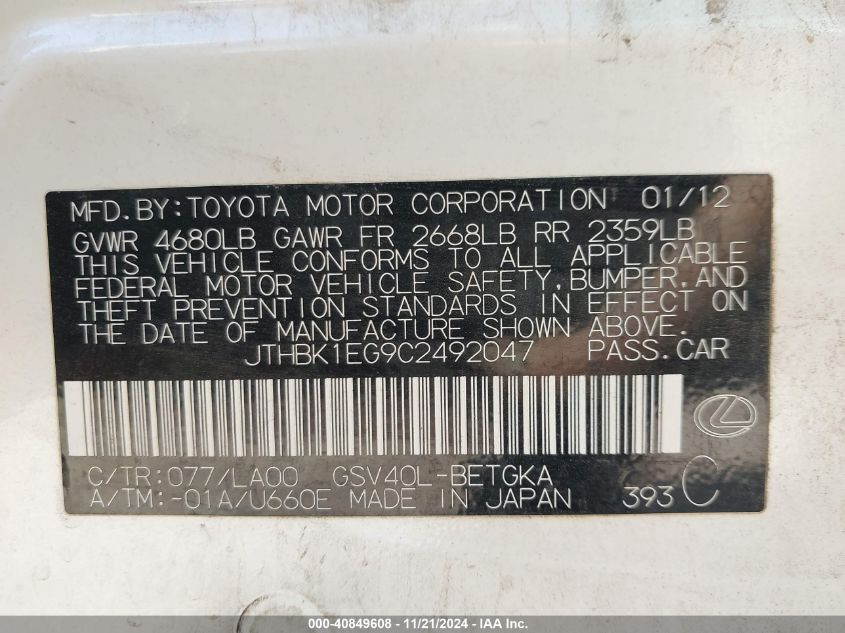 MFD.BY:TOYOTA MOTOR CORPORATION 01/12
GVWR 4680LB GAWR FR 2668LB RR 2359LB
THIS VEHICLE CONFORMS TO ALL APPLICABLE
FEDERAL MOTOR VEHICLE SAFETY,BUMPER,AND
THEFT PREVENTION STANDARDS IN EFFECT ON
THE DATE OF MANUFACTURE SHOWN ABOVE.
JTHBK1EG9C2492047 PASS.CAR
C/TR:077/LA00 GSV40L-BETGKA
A/TM:-01A/U660E MADE IN JAPAN 393 C
000-40849608 - 11/21/2024 - IAA Inc.